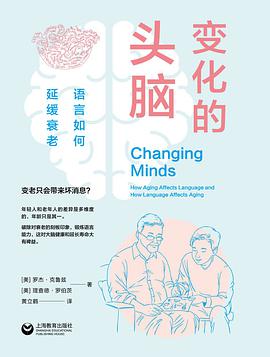 变化的
头脑
语言如何
延缓衰老
Changing
Minds
How Aging Affects Language and
How Language Affects Aging
变老只会带来坏消息？
年轻人和老年人的差异是多维度
的，年龄只是其一。
破除对衰老的刻板印象，锻炼语言
能力，这对大脑健康和延长寿命大
有裨益。
[美] 罗杰·克鲁兹
[美] 理查德·罗伯茨
著
黄立鹤
译
上海教育出版社
SHANGHAI EDUCATIONAL
PUBLISHING HOUSE